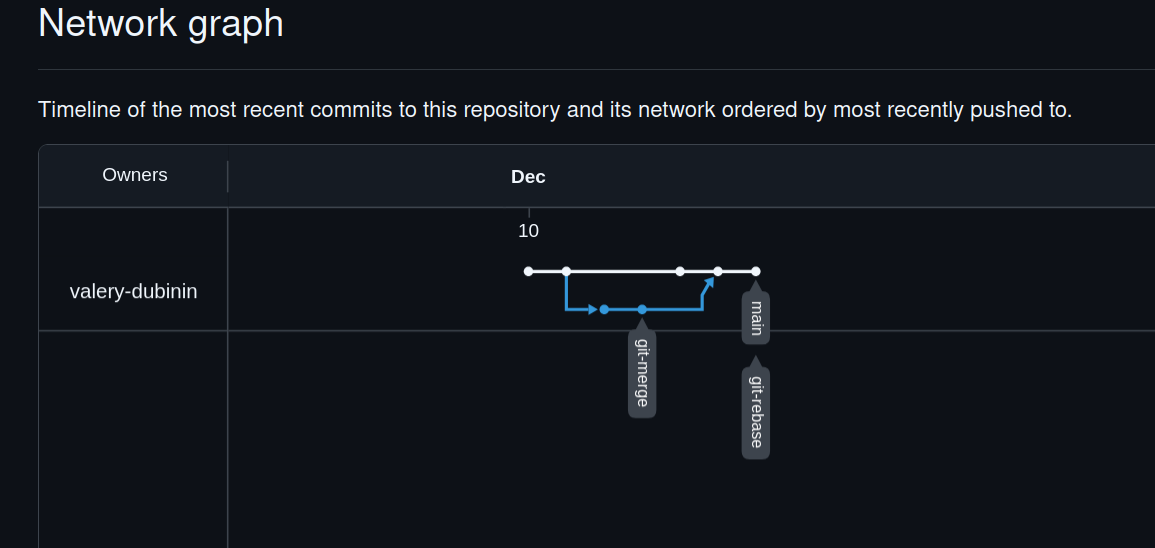 Network graph
Timeline of the most recent commits to this repository and its network ordered by most recently pushed to.
Owners
Dec
10
valery-dubinin
main
git-merge
git-rebase